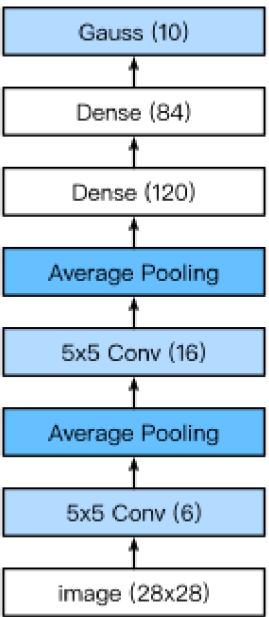 Gauss (10)
Dense (84)
Dense (120)
Average Pooling
5x5 Conv (16)
Average Pooling
5x5 Conv (6)
image (28x28)